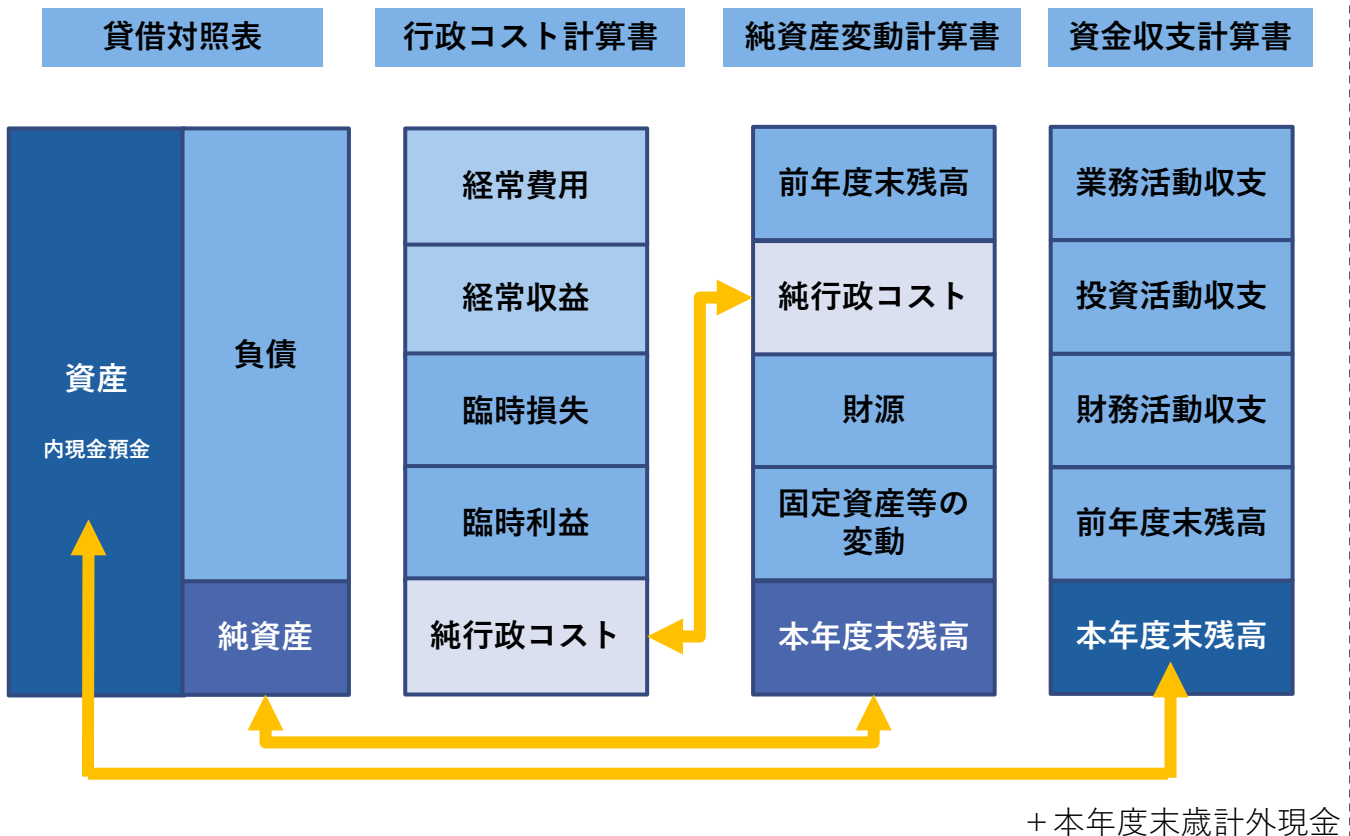 貸借対照表
行政コスト計算書
純資産変動計算書
資金収支計算書
資産
内現金預金
負債
純資産
経常費用
経常収益
臨時損失
臨時利益
純行政コスト
前年度末残高
純行政コスト
財源
固定資産等の
変動
本年度末残高
業務活動収支
投資活動収支
財務活動収支
前年度末残高
本年度末残高
＋本年度末歳計外現金